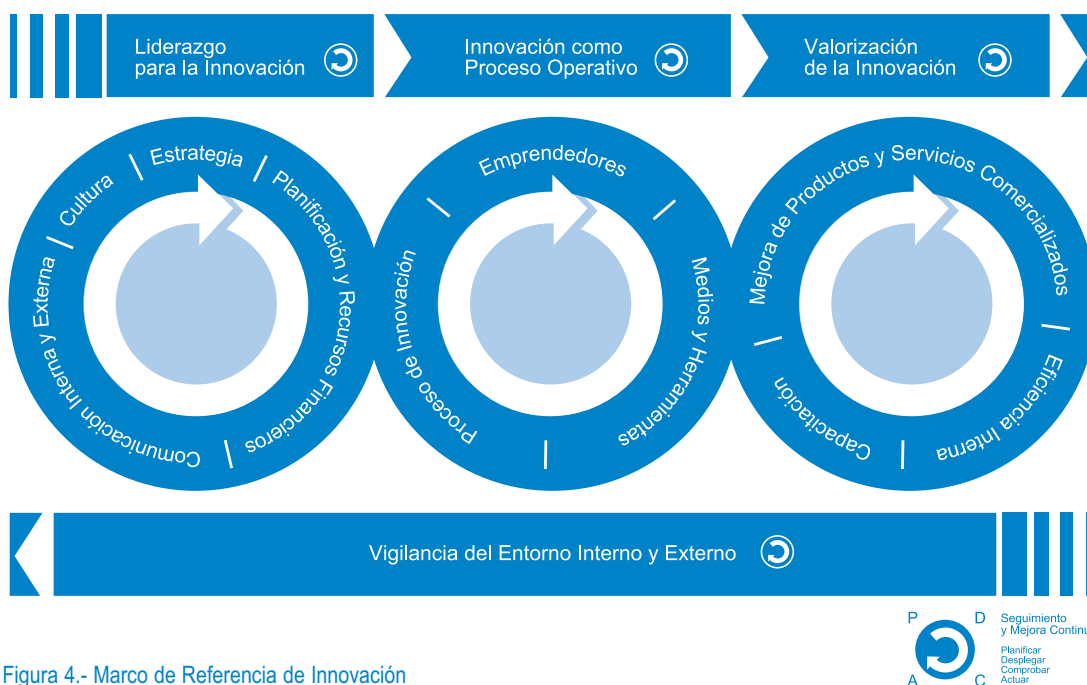 Liderazgo
para la Innovación
Innovación como
Proceso Operativo
Valorización
de la Innovación
Comunicación Interna y Externa
Cultura
Estrategia
Planificación y Recursos Financieros
Proceso de Innovación
Emprendedores
Medios y Herramientas
Mejora de Productos y Servicios Comercializados
Eficiencia Interna
Capacitación
Vigilancia del Entorno Interno y Externo
P D
A C
Seguimiento
y Mejora Continu
Planificar
Desplegar
Comprobar
Actuar
Figura 4.- Marco de Referencia de Innovación